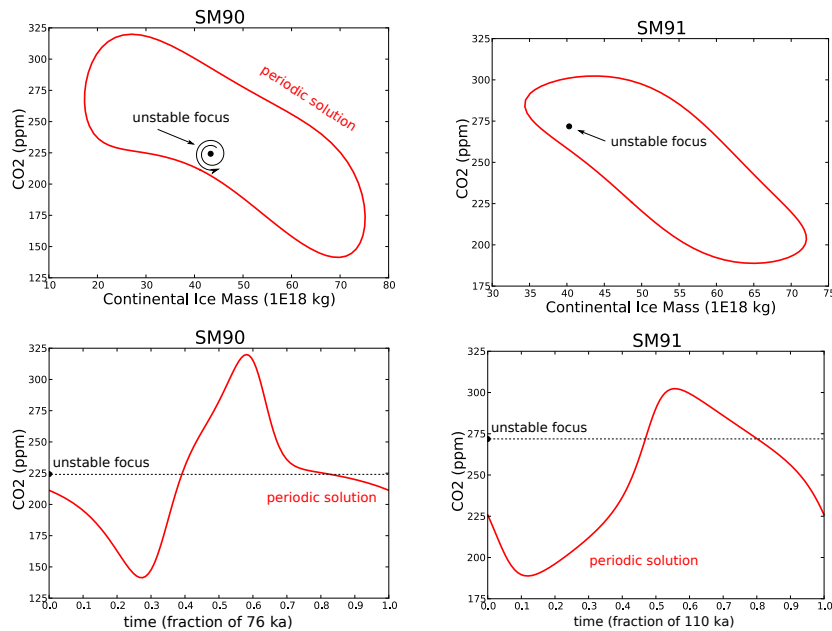 SM90
325
300
275
250
225
200
175
150
125
CO2 (ppm)
periodic solution
unstable focus
10 20 30 40 50 60 70 80
Continental Ice Mass (1E18 kg)
SM91
325
300
275
250
225
200
175
CO2 (ppm)
unstable focus
30 35 40 45 50 55 60 65 70 75
Continental Ice Mass (1E18 kg)
SM90
325
300
275
250
225
200
175
150
125
CO2 (ppm)
unstable focus
periodic solution
0.0 0.1 0.2 0.3 0.4 0.5 0.6 0.7 0.8 0.9 1.0
time (fraction of 76 ka)
SM91
325
300
275
250
225
200
175
CO2 (ppm)
unstable focus
periodic solution
0.0 0.1 0.2 0.3 0.4 0.5 0.6 0.7 0.8 0.9 1.0
time (fraction of 110 ka)